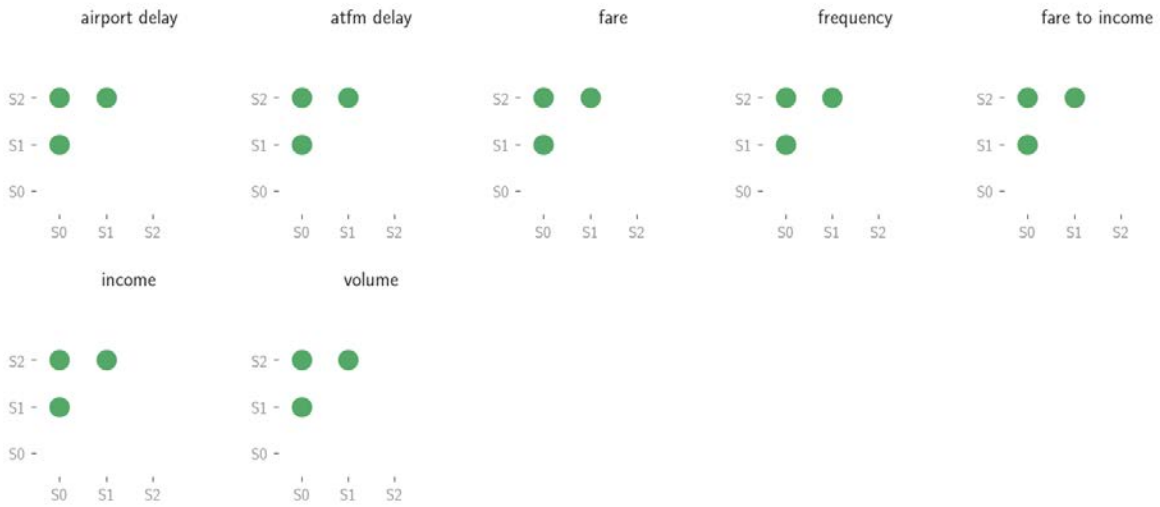 airport delay atfm delay fare frequency fare to income
S2 S2 S2 S2 S2
S1 S1 S1 S1 S1
S0 S0 S0 S0 S0
S0 S1 S2 S0 S1 S2 S0 S1 S2 S0 S1 S2 S0 S1 S2
income volume
S2 S2
S1 S1
S0 S0
S0 S1 S2 S0 S1 S2